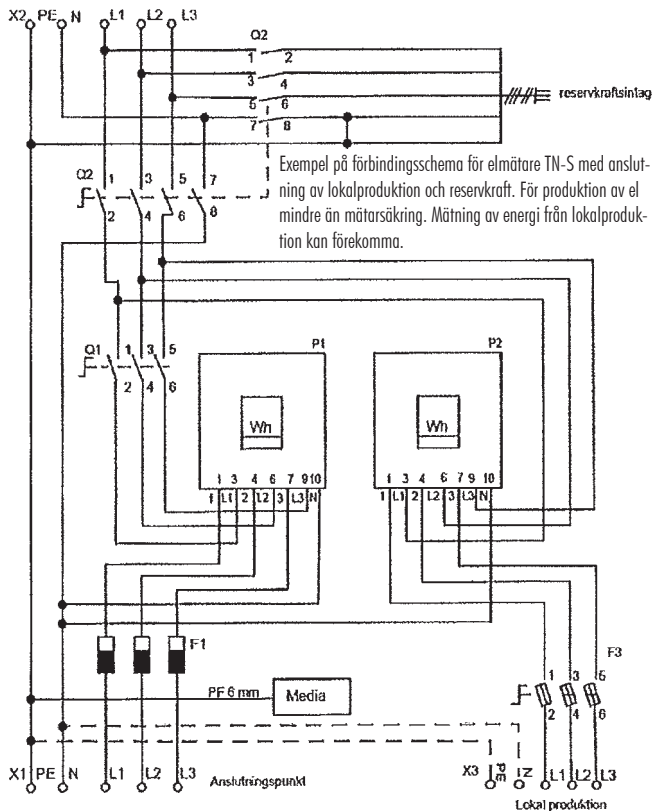 X2 PE N L1 L2 L3
Q2
1 2
3 4
5 6
7 8
reservkraftsintag
Exempel på förbindingsschema för elmätare TN-S med anslut-
ning av lokalproduktion och reservkraft. För produktion av el
mindre än mätarsäkring. Mätning av energi från lokalproduk-
tion kan förekomma.
Q2 1 3 5 7
2 4 6 8
Q1 1 3 5
2 4 6
P1 P2
Wh Wh
1 3 4 6 7 9 10
1 L1 2 L2 3 L3 N
1 3 4 6 7 9 10
1 L1 2 L2 3 L3 N
F1
F3
1 3 5
2 4 6
PF 6 mm Media
X1 PE N L1 L2 L3
Anslutringspunkt
X3 PE N L1 L2 L3
Lokal produktion